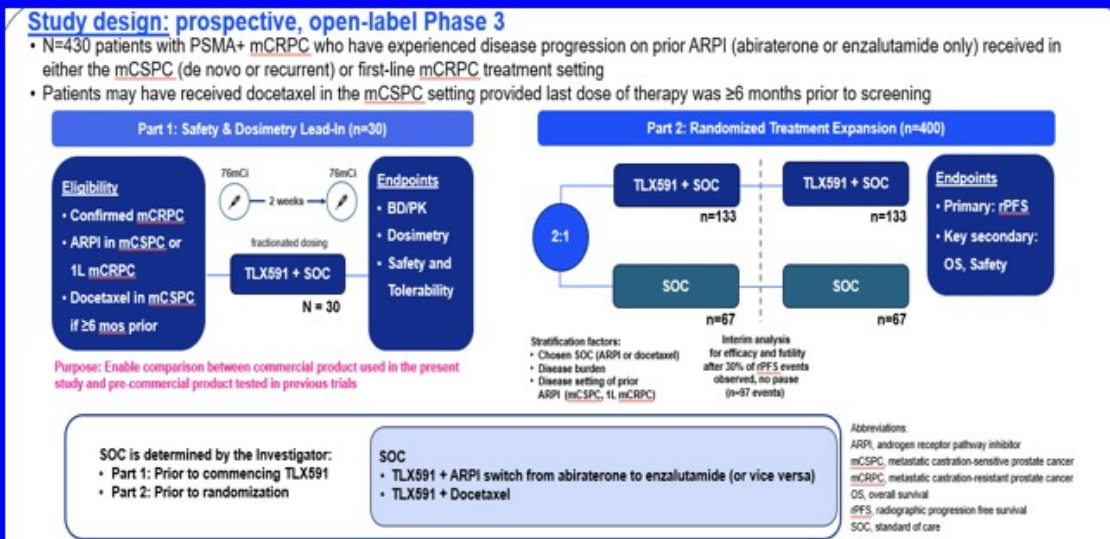 Study design: prospective, open-label Phase 3
• N=430 patients with PSMA+ mCRPC who have experienced disease progression on prior ARPI (abiraterone or enzalutamide only) received in
either the mCSPC (de novo or recurrent) or first-line mCRPC treatment setting
• Patients may have received docetaxel in the mCSPC setting provided last dose of therapy was ≥6 months prior to screening
Part 1: Safety & Dosimetry Lead-In (n=30)
Eligibility
• Confirmed mCRPC
• ARPI in mCSPC or
1L mCRPC
• Docetaxel in mCSPC
if ≥6 mos prior
76mCi
76mCi
2 weeks
fractionated dosing
TLX591 + SOC
N = 30
Endpoints
• BD/PK
• Dosimetry
• Safety and
Tolerability
Purpose: Enable comparison between commercial product used in the present
study and pre-commercial product tested in previous trials
Part 2: Randomized Treatment Expansion (n=400)
2:1
TLX591 + SOC
n=133
TLX591 + SOC
n=133
SOC
n=67
SOC
n=67
Endpoints
• Primary: rPFS
• Key secondary:
OS, Safety
Stratification factors:
• Chosen SOC (ARPI or docetaxel)
• Disease burden
• Disease setting of prior
ARPI (mCSPC, 1L mCRPC)
Interim analysis
for efficacy and futility
after 30% of rPFS events
observed, no pause
(n=97 events)
SOC is determined by the Investigator:
• Part 1: Prior to commencing TLX591
• Part 2: Prior to randomization
SOC
• TLX591 + ARPI switch from abiraterone to enzalutamide (or vice versa)
• TLX591 + Docetaxel
Abbreviations:
ARPI, androgen receptor pathway inhibitor
mCSPC, metastatic castration-sensitive prostate cancer
mCRPC, metastatic castration-resistant prostate cancer
OS, overall survival
rPFS, radiographic progression free survival
SOC, standard of care